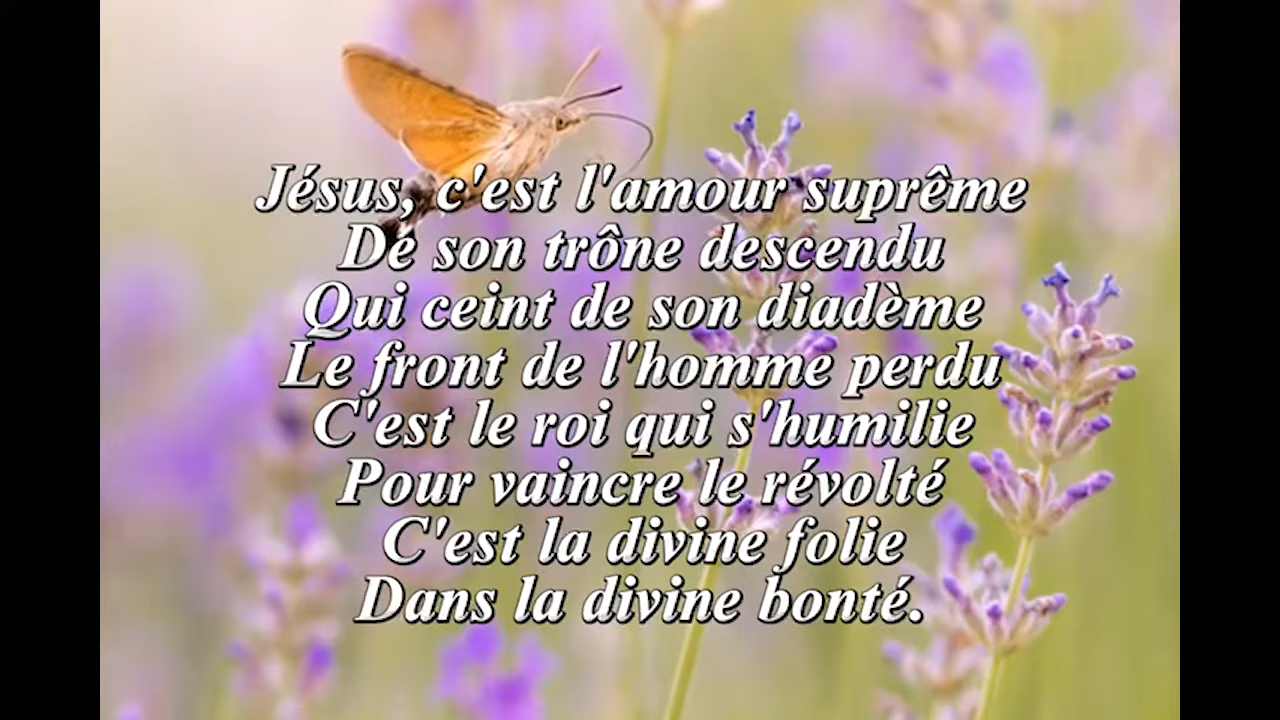 Jésus, c'est l'amour suprême
De son trône descendu
Qui ceint de son diadème
Le front de l'homme perdu
C'est le roi qui s'humilie
Pour vaincre le révolté
C'est la divine folie
Dans la divine bonté.